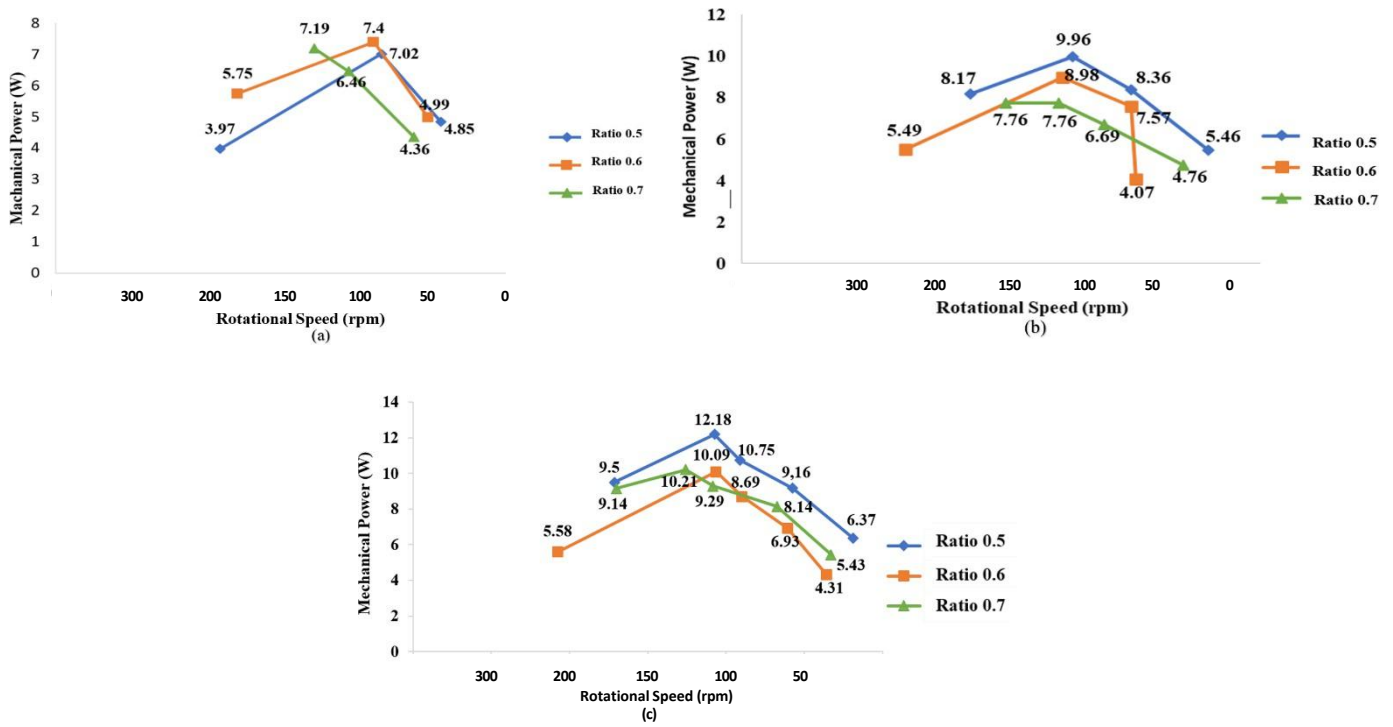 8
7
6
5
4
3
2
1
0
Machanical Power (W)
3.97
5.75
7.19
7.4
7.02
6.46
4.99
4.85
4.36
300 200 150 100 50 0
Rotational Speed (rpm)
(a)
Ratio 0.5
Ratio 0.6
Ratio 0.7
12
10
8
6
4
2
0
Mechanical Power (W)
8.17
9.96
8.98
8.36
5.49
7.76
7.76
7.57
6.69
5.46
4.76
4.07
300 200 150 100 50 0
Rotational Speed (rpm)
(b)
Ratio 0.5
Ratio 0.6
Ratio 0.7
14
12
10
8
6
4
2
0
Mechanical Power (W)
12.18
9.5
10.09
10.75
9.14
10.21
9.29
8.69
9,16
5.58
8.14
6.93
6.37
5.43
4.31
300 200 150 100 50
Rotational Speed (rpm)
(c)
Ratio 0.5
Ratio 0.6
Ratio 0.7